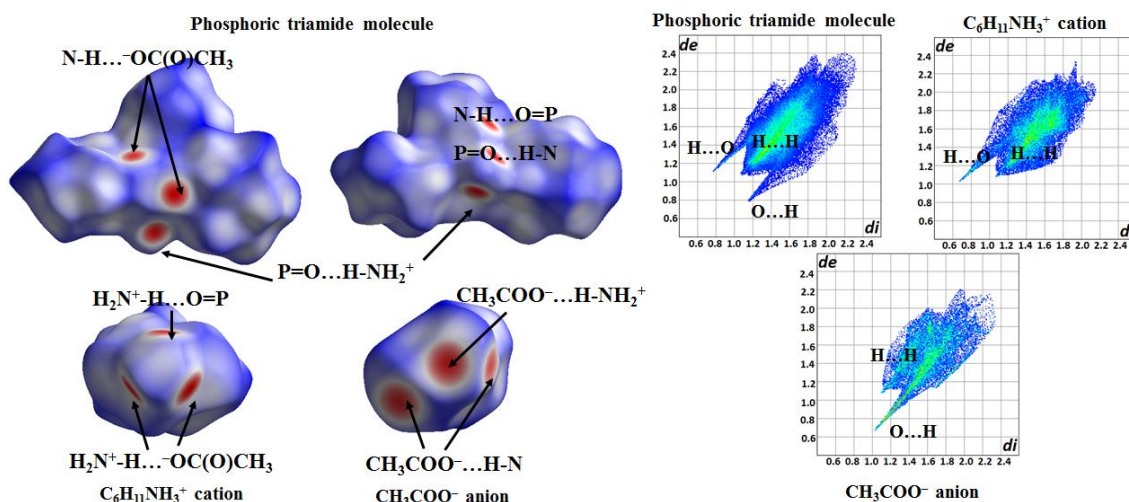 Phosphoric triamide molecule
N-H…⁻OC(O)CH₃
N-H…O=P
P=O…H-N
P=O…H-NH₂⁺
H₂N⁺-H…O=P
CH₃COO⁻…H-NH₂⁺
H₂N⁺-H…⁻OC(O)CH₃
CH₃COO⁻…H-N
C₆H₁₁NH₃⁺ cation
CH₃COO⁻ anion
Phosphoric triamide molecule
de
2.4
2.2
2.0
1.8
1.6
1.4
1.2
1.0
0.8
0.6
H…O
H…H
O…H
di
0.6 0.8 1.0 1.2 1.4 1.6 1.8 2.0 2.2 2.4
C₆H₁₁NH₃⁺ cation
de
2.4
2.2
2.0
1.8
1.6
1.4
1.2
1.0
0.8
0.6
H…O
H…H
di
0.6 0.8 1.0 1.2 1.4 1.6 1.8 2.0 2.2 2.4
de
2.4
2.2
2.0
1.8
1.6
1.4
1.2
1.0
0.8
0.6
H…H
O…H
di
0.6 0.8 1.0 1.2 1.4 1.6 1.8 2.0 2.2 2.4
CH₃COO⁻ anion